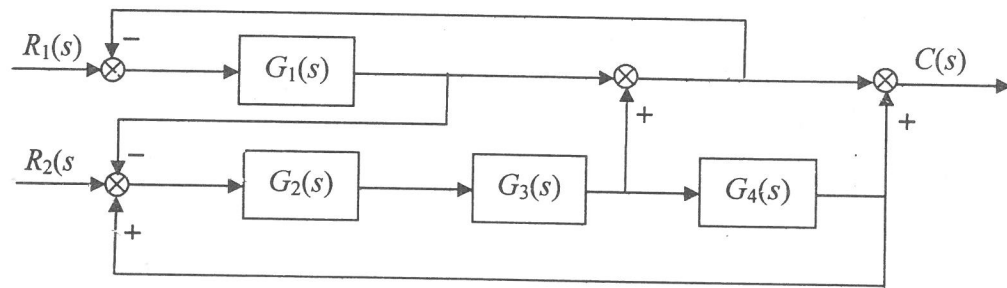 −
R₁(s)
G₁(s)
C(s)
+
+
−
R₂(s
G₂(s)
G₃(s)
G₄(s)
+